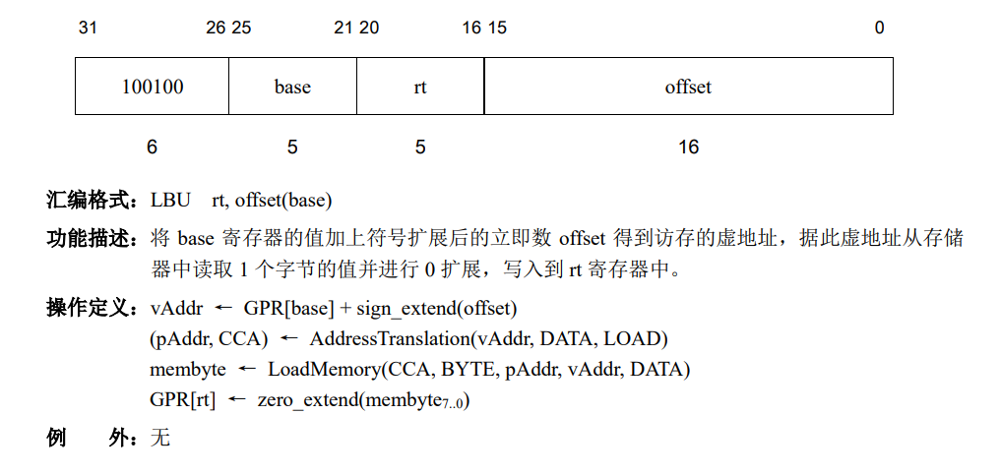 31 26 25 21 20 16 15 0
100100 base rt offset
6 5 5 16
汇编格式：LBU rt, offset(base)
功能描述：将 base 寄存器的值加上符号扩展后的立即数 offset 得到访存的虚地址，据此虚地址从存储
器中读取 1 个字节的值并进行 0 扩展，写入到 rt 寄存器中。
操作定义：vAddr ← GPR[base] + sign_extend(offset)
(pAddr, CCA) ← AddressTranslation(vAddr, DATA, LOAD)
membyte ← LoadMemory(CCA, BYTE, pAddr, vAddr, DATA)
GPR[rt] ← zero_extend(membyte7..0)
例 外：无